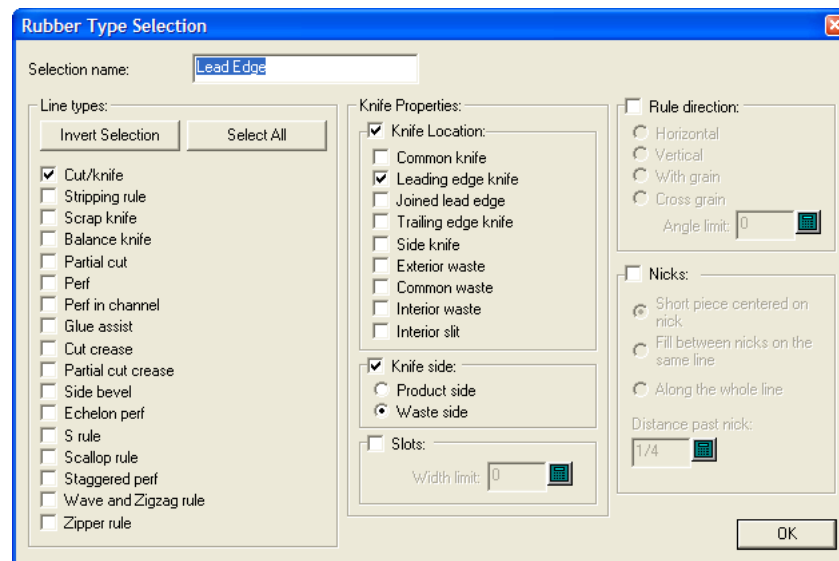 Rubber Type Selection
Selection name:
Lead Edge
Line types:
Invert Selection
Select All
Cut/knife
Stripping rule
Scrap knife
Balance knife
Partial cut
Perf
Perf in channel
Glue assist
Cut crease
Partial cut crease
Side bevel
Echelon perf
S rule
Scallop rule
Staggered perf
Wave and Zigzag rule
Zipper rule
Knife Properties:
Knife Location:
Common knife
Leading edge knife
Joined lead edge
Trailing edge knife
Side knife
Exterior waste
Common waste
Interior waste
Interior slit
Knife side:
Product side
Waste side
Slots:
Width limit: 0
Rule direction:
Horizontal
Vertical
With grain
Cross grain
Angle limit: 0
Nicks:
Short piece centered on
nick
Fill between nicks on the
same line
Along the whole line
Distance past nick:
1/4
OK